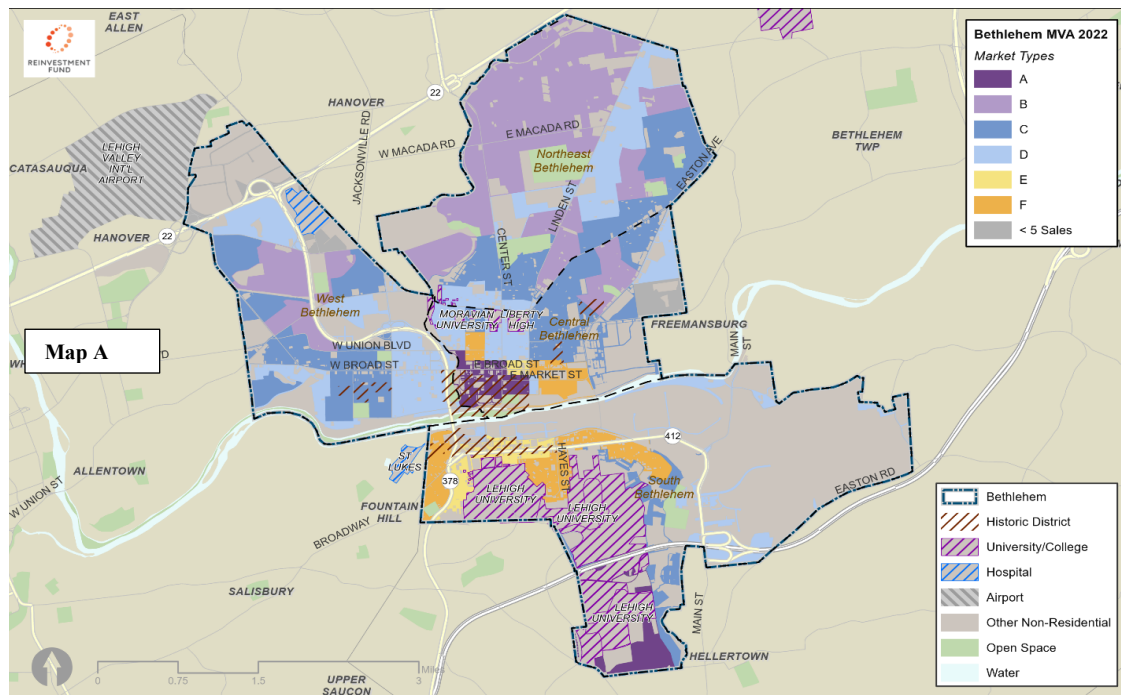 EAST
ALLEN
REINVESTMENT
FUND
HANOVER
22
CATASAUQUA
LEHIGH
VALLEY
INT'L
AIRPORT
JACKSONVILLE RD
W MACADA RD
E MACADA RD
Northeast
Bethlehem
BETHLEHEM
TWP
EASTON AVE
LINDEN ST
CENTER ST
HANOVER
22
West
Bethlehem
MORAVIAN
UNIVERSITY
LIBERTY
HIGH
Central
Bethlehem
FREEMANSBURG
MAIN
ST
Map A
W UNION BLVD
W BROAD ST
E BROAD ST
E MARKET ST
412
ALLENTOWN
W UNION ST
ST
LUKES
378
HAYES ST
South
Bethlehem
EASTON RD
FOUNTAIN
HILL
BROADWAY
LEHIGH
UNIVERSITY
LEHIGH
UNIVERSITY
SALISBURY
LEHIGH
UNIVERSITY
MAIN ST
HELLERTOWN
UPPER
SAUCON
0
0.75
1.5
3
Miles
Bethlehem MVA 2022
Market Types
A
B
C
D
E
F
< 5 Sales
Bethlehem
Historic District
University/College
Hospital
Airport
Other Non-Residential
Open Space
Water